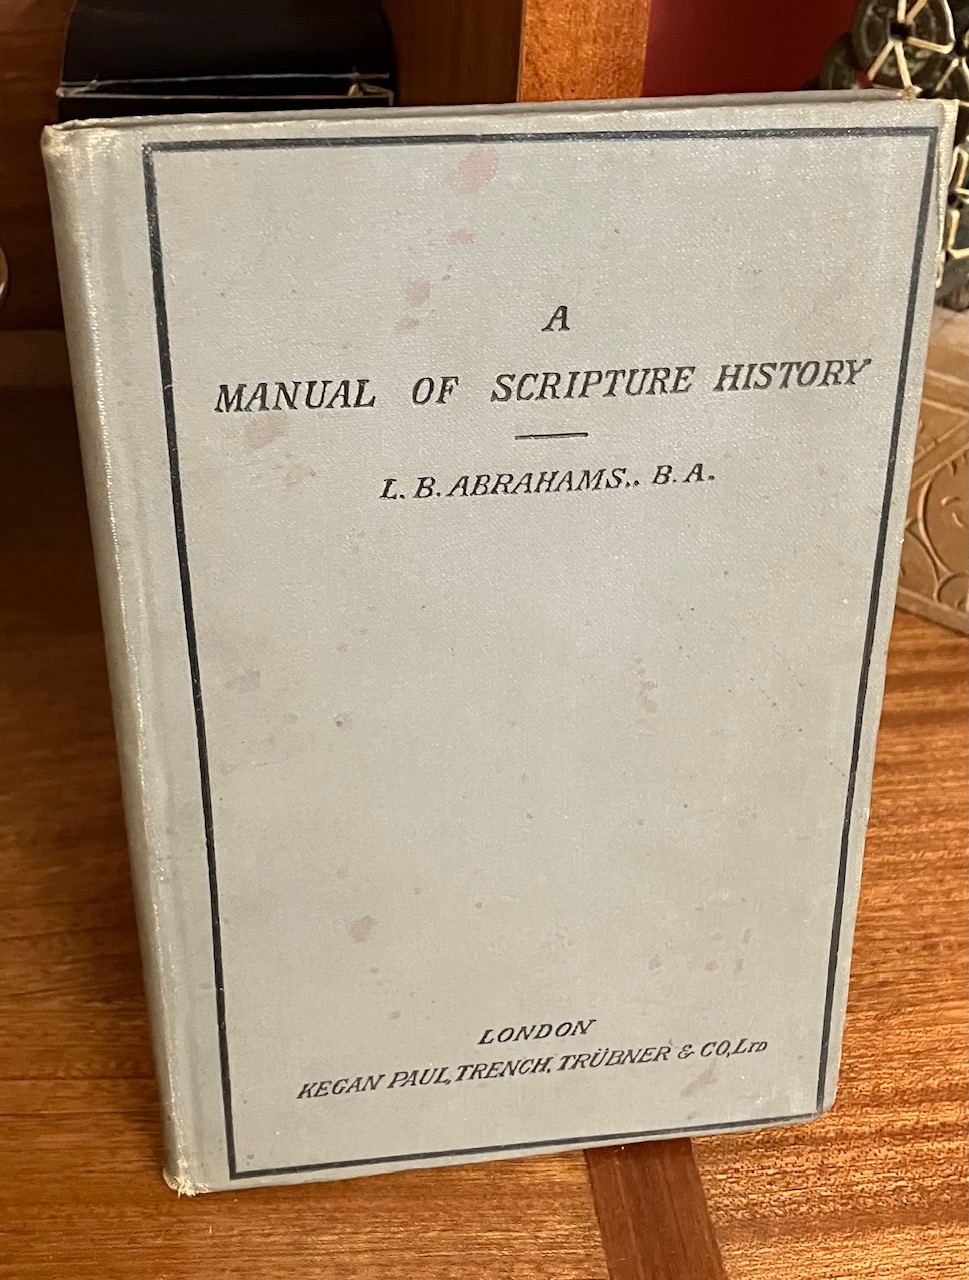 A
MANUAL OF SCRIPTURE HISTORY
L. B. ABRAHAMS,. B. A.
LONDON
KEGAN PAUL, TRENCH, TRÜBNER & CO., LTD